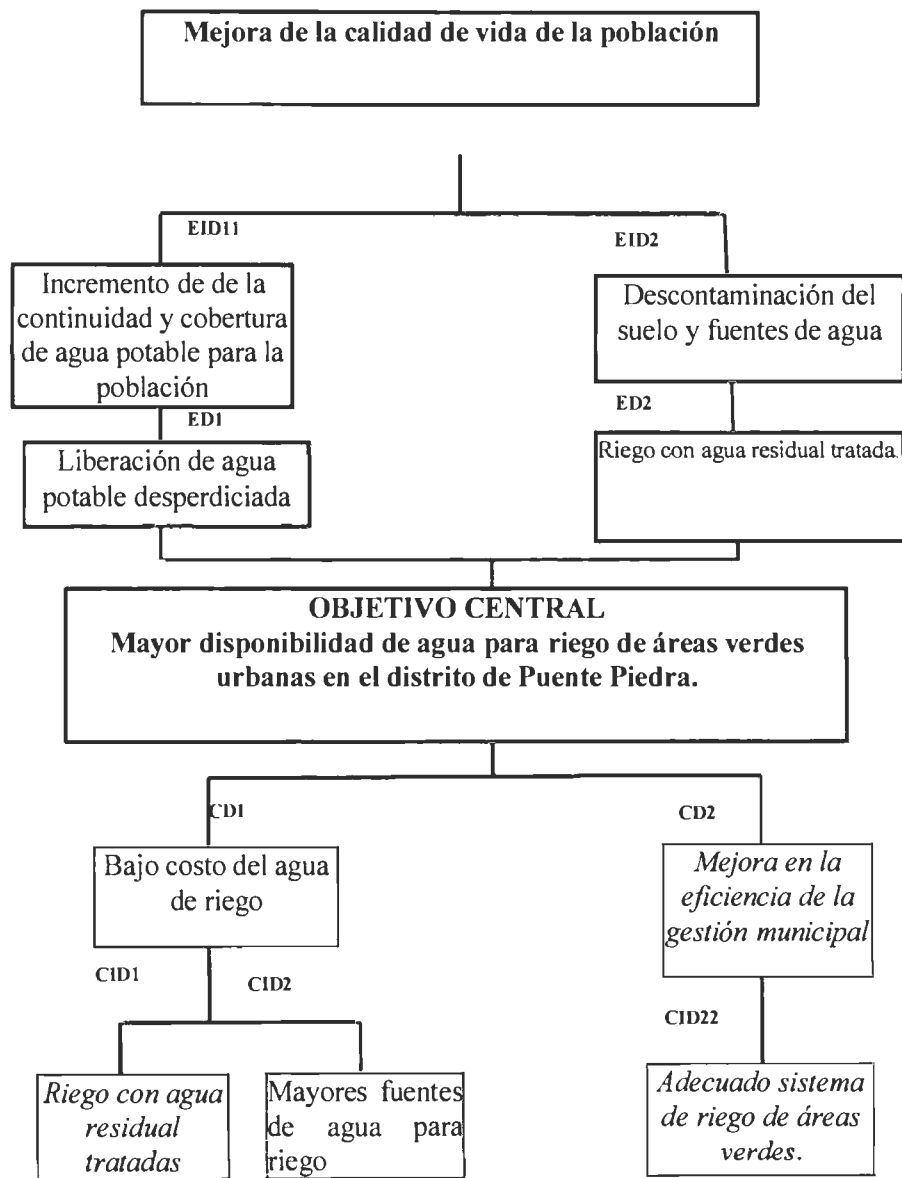 Mejora de la calidad de vida de la población
EID11
EID2
Incremento de de la
continuidad y cobertura
de agua potable para la
población
Descontaminación del
suelo y fuentes de agua
ED1
ED2
Liberación de agua
potable desperdiciada
Riego con agua residual tratada.
OBJETIVO CENTRAL
Mayor disponibilidad de agua para riego de áreas verdes
urbanas en el distrito de Puente Piedra.
CD1
CD2
Bajo costo del agua
de riego
Mejora en la
eficiencia de la
gestión municipal
CID1
CID2
CID22
Riego con agua
residual
tratadas
Mayores fuentes
de agua para
riego
Adecuado sistema
de riego de áreas
verdes.